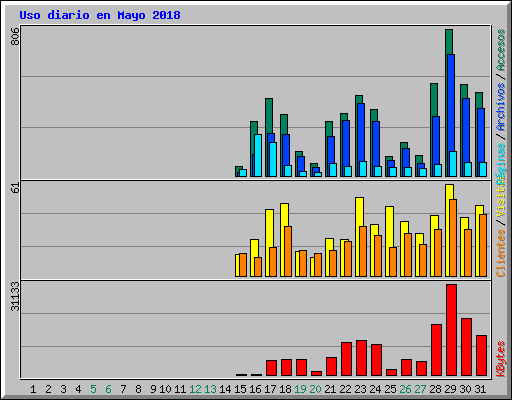 Uso diario en Mayo 2018
806
61
31133
Accesos / Archivos / Páginas
Clientes / Visitas
KBytes
1 2 3 4 5 6 7 8 9 10 11 12 13 14 15 16 17 18 19 20 21 22 23 24 25 26 27 28 29 30 31